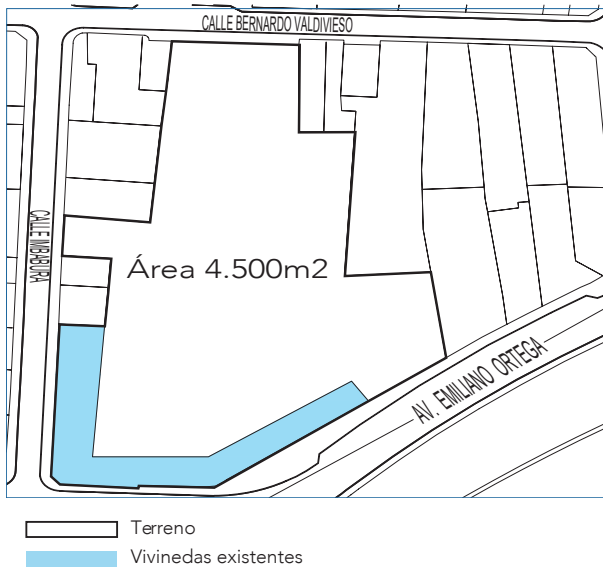 CALLE BERNARDO VALDIVIESO
CALLE IMBABURA
Área 4.500m2
AV. EMILIANO ORTEGA
Terreno
Vivinedas existentes